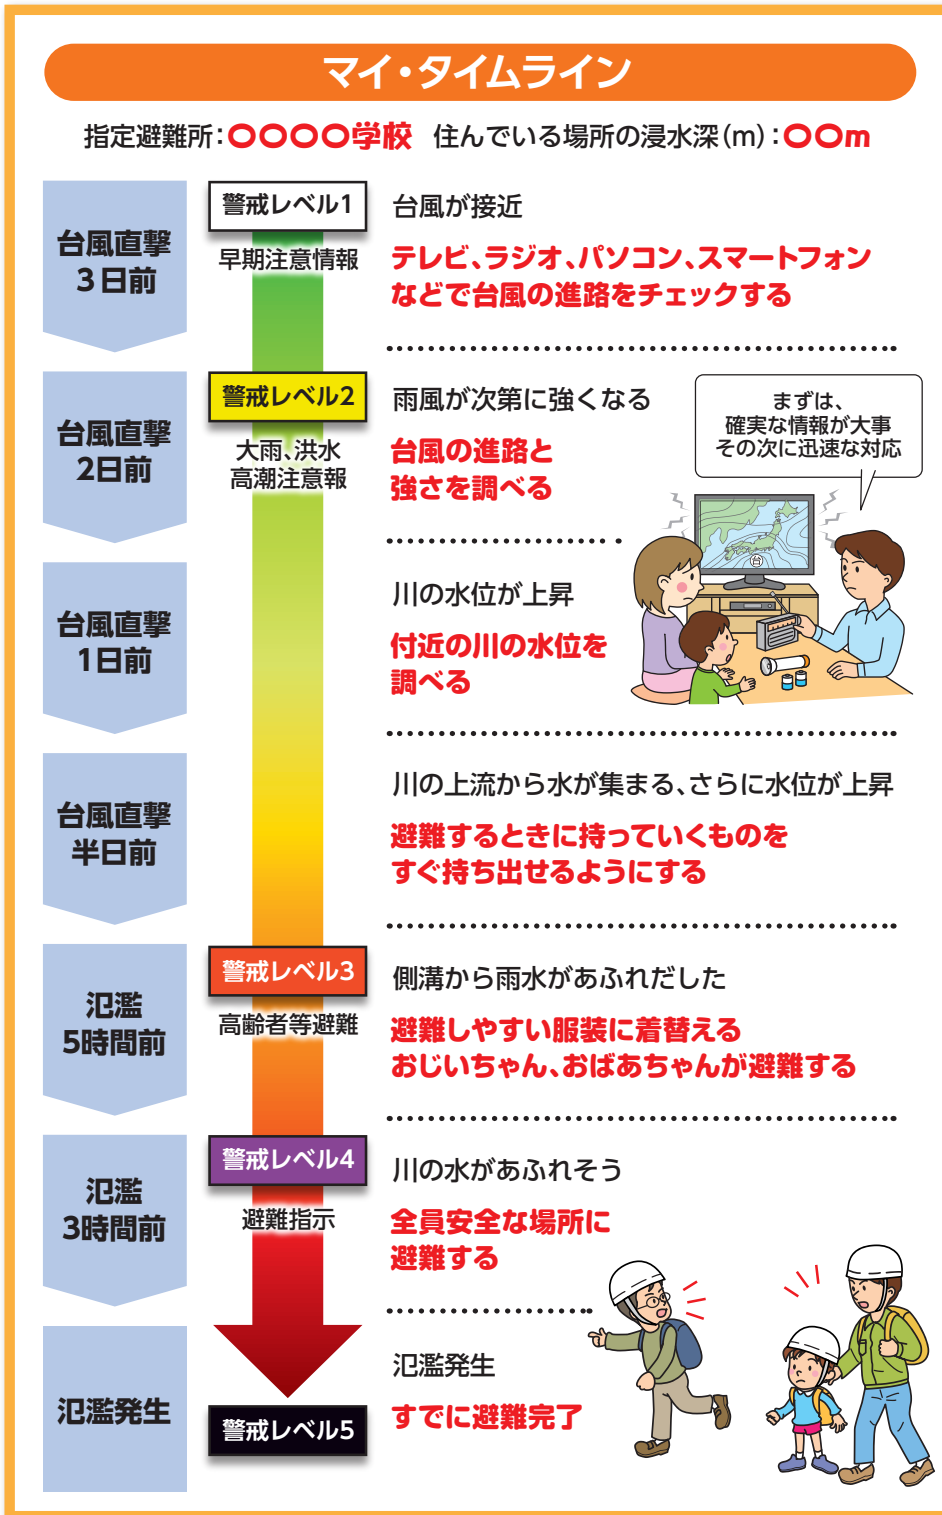 マイ・タイムライン
指定避難所：〇〇〇〇学校　住んでいる場所の浸水深(m)：〇〇m
台風直撃
3日前
警戒レベル1
早期注意情報
台風が接近
テレビ、ラジオ、パソコン、スマートフォン
などで台風の進路をチェックする
台風直撃
2日前
警戒レベル2
大雨、洪水
高潮注意報
雨風が次第に強くなる
台風の進路と
強さを調べる
まずは、
確実な情報が大事
その次に迅速な対応
台
台風直撃
1日前
川の水位が上昇
付近の川の水位を
調べる
台風直撃
半日前
川の上流から水が集まる、さらに水位が上昇
避難するときに持っていくものを
すぐ持ち出せるようにする
氾濫
5時間前
警戒レベル3
高齢者等避難
側溝から雨水があふれだした
避難しやすい服装に着替える
おじいちゃん、おばあちゃんが避難する
氾濫
3時間前
警戒レベル4
避難指示
川の水があふれそう
全員安全な場所に
避難する
氾濫発生
警戒レベル5
氾濫発生
すでに避難完了